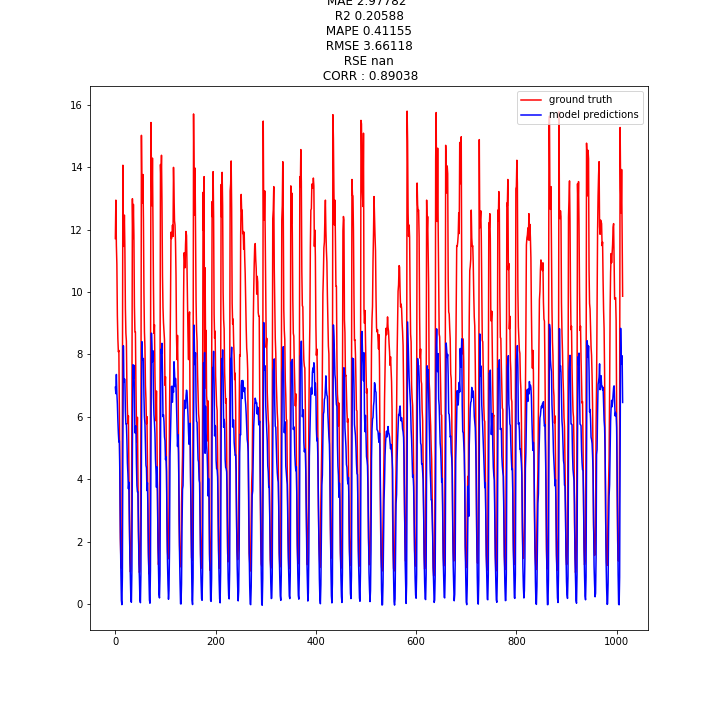 MAE 2.97782
R2 0.20588
MAPE 0.41155
RMSE 3.66118
RSE nan
CORR : 0.89038
ground truth
model predictions
16
14
12
10
8
6
4
2
0
0 200 400 600 800 1000